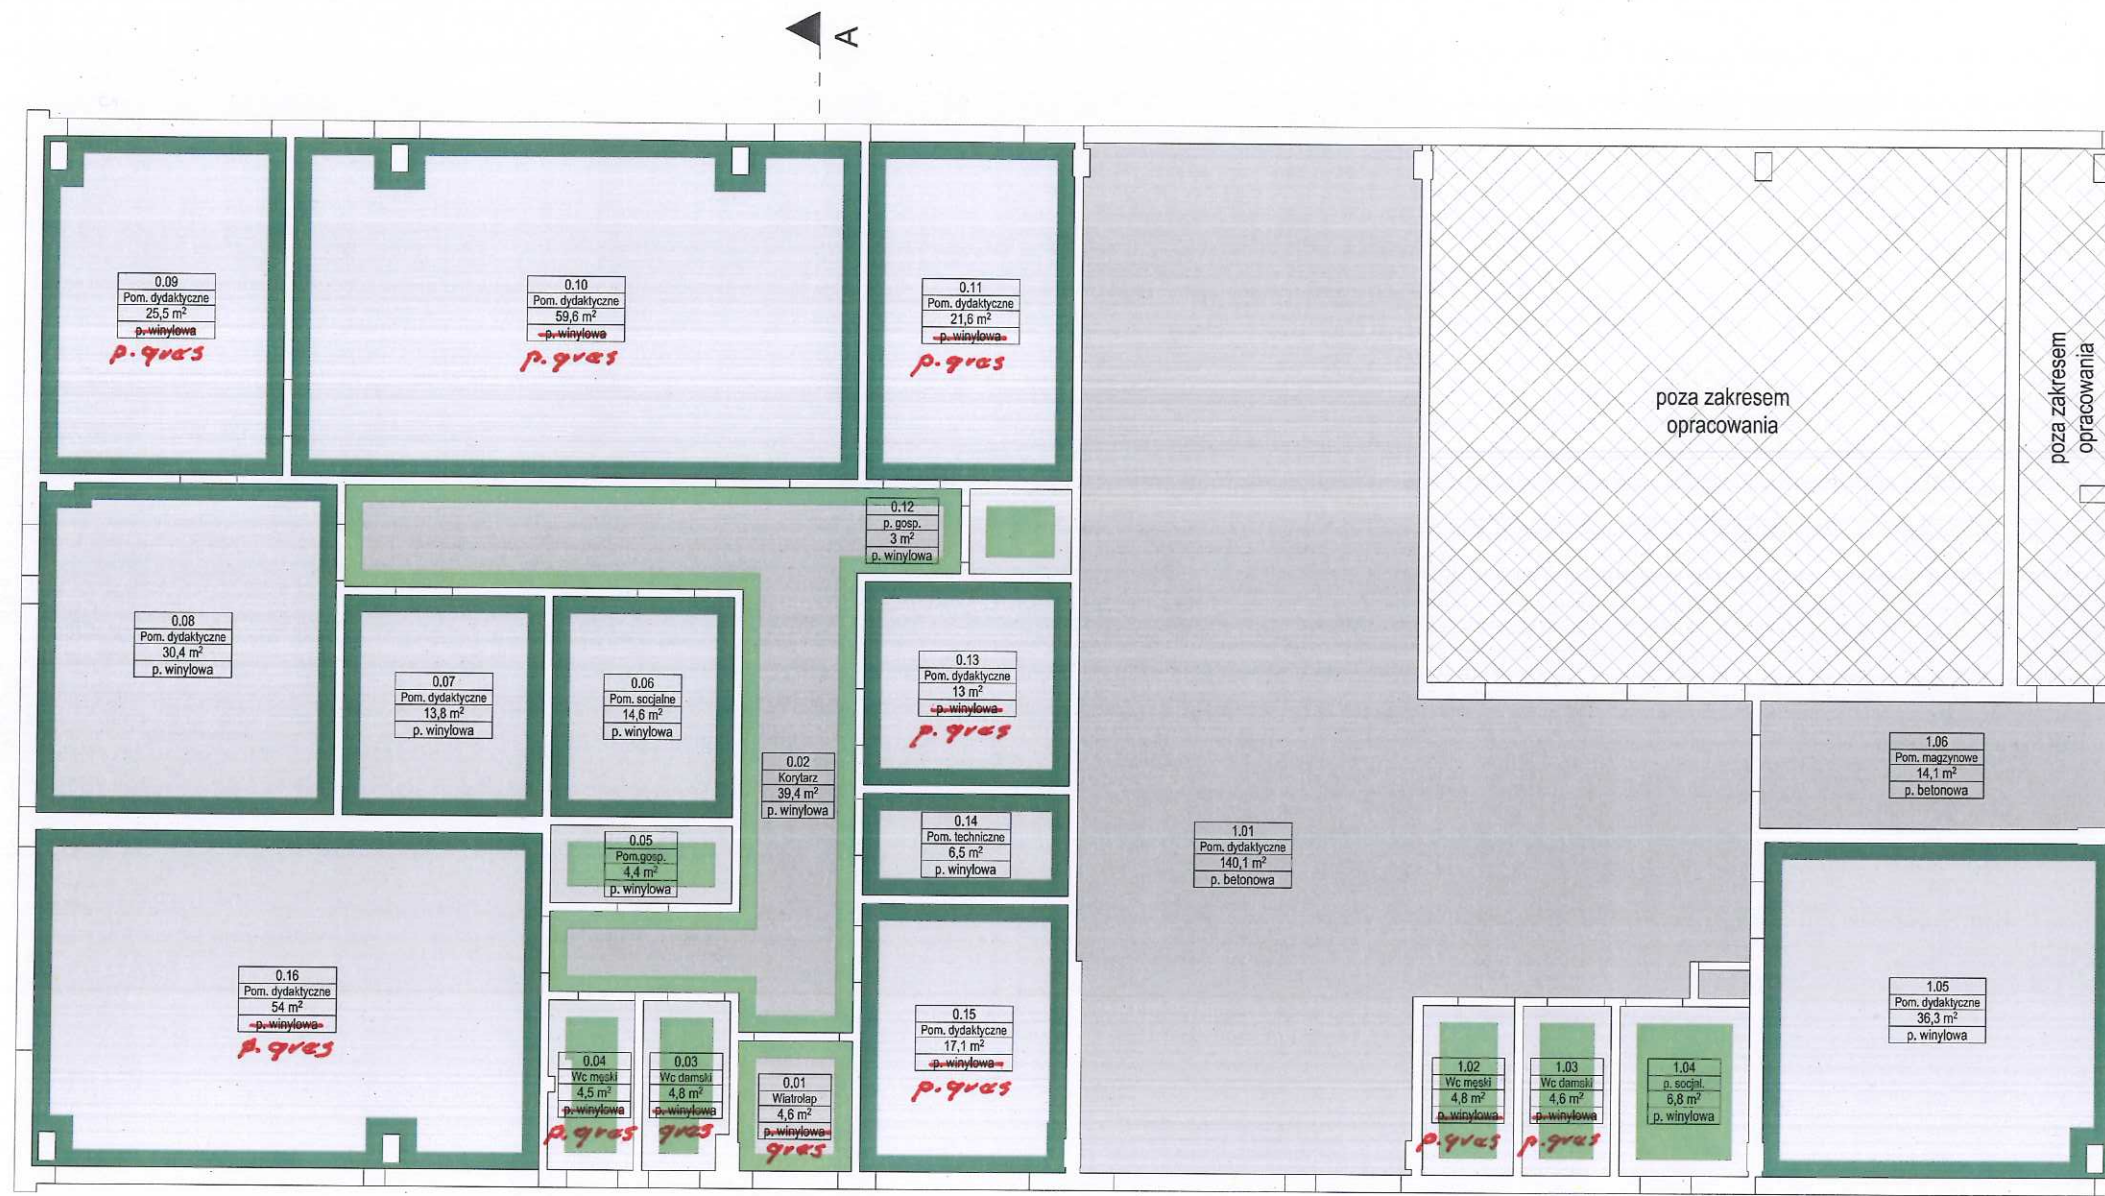 A
0.09
Pom. dydaktyczne
25,5 m²
p. winylowa
p. gres
0.10
Pom. dydaktyczne
59,6 m²
p. winylowa
p. gres
0.11
Pom. dydaktyczne
21,6 m²
p. winylowa
p. gres
poza zakresem
opracowania
poza zakresem
opracowania
0.12
p. gosp.
3 m²
p. winylowa
0.08
Pom. dydaktyczne
30,4 m²
p. winylowa
0.07
Pom. dydaktyczne
13,8 m²
p. winylowa
0.06
Pom. socjalne
14,6 m²
p. winylowa
0.13
Pom. dydaktyczne
13 m²
p. winylowa
p. gres
0.02
Korytarz
39,4 m²
p. winylowa
1.06
Pom. magzynowe
14,1 m²
p. betonowa
0.05
Pom.gosp.
4,4 m²
p. winylowa
0.14
Pom. techniczne
6,5 m²
p. winylowa
1.01
Pom. dydaktyczne
140,1 m²
p. betonowa
0.16
Pom. dydaktyczne
54 m²
p. winylowa
p. gres
0.15
Pom. dydaktyczne
17,1 m²
p. winylowa
p. gres
1.05
Pom. dydaktyczne
36,3 m²
p. winylowa
0.04
Wc męski
4,5 m²
p. winylowa
p. gres
0.03
Wc damski
4,8 m²
p. winylowa
gres
0.01
Wiatrołap
4,6 m²
p. winylowa
gres
1.02
Wc męski
4,8 m²
p. winylowa
p. gres
1.03
Wc damski
4,6 m²
p. winylowa
p. gres
1.04
p. socjal.
6,8 m²
p. winylowa